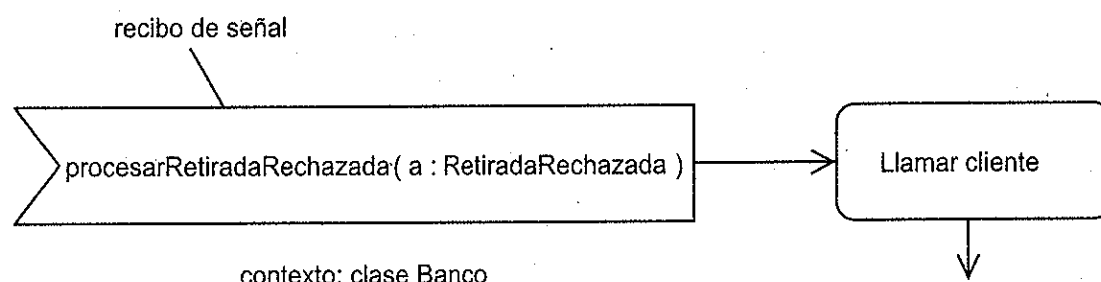 recibo de señal
procesarRetiradaRechazada( a : RetiradaRechazada )
Llamar cliente
contexto: clase Banco